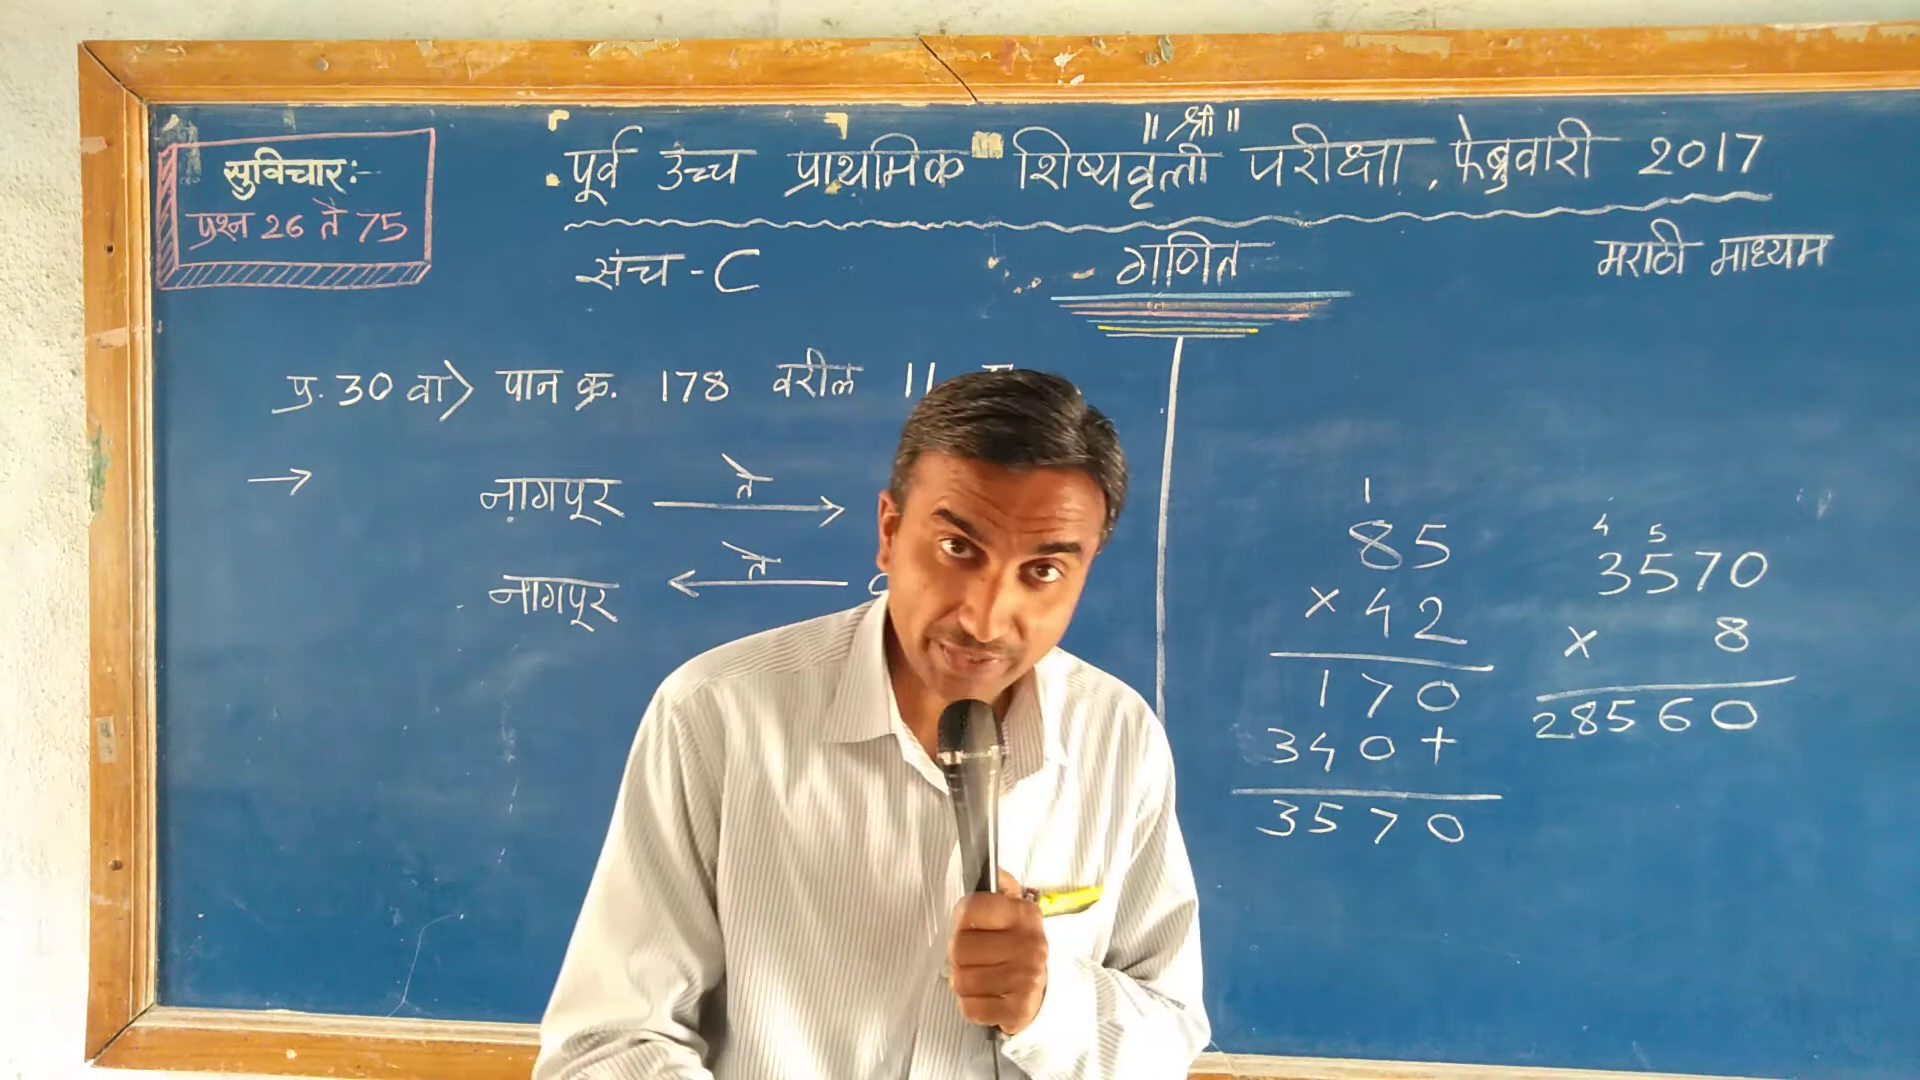 ॥ श्री ॥
पूर्व उच्च प्राथमिक शिष्यवृत्ती परीक्षा, फेब्रुवारी 2017
सुविचार:-
प्रश्न 26 ते 75
संच - C
गणित
मराठी माध्यम
प्र. 30 वा> पान क्र. 178 वरील 11
→ नागपूर ते →
नागपूर ← ते
1
85
× 42
170
340+
3570
4 5
3570
× 8
28560